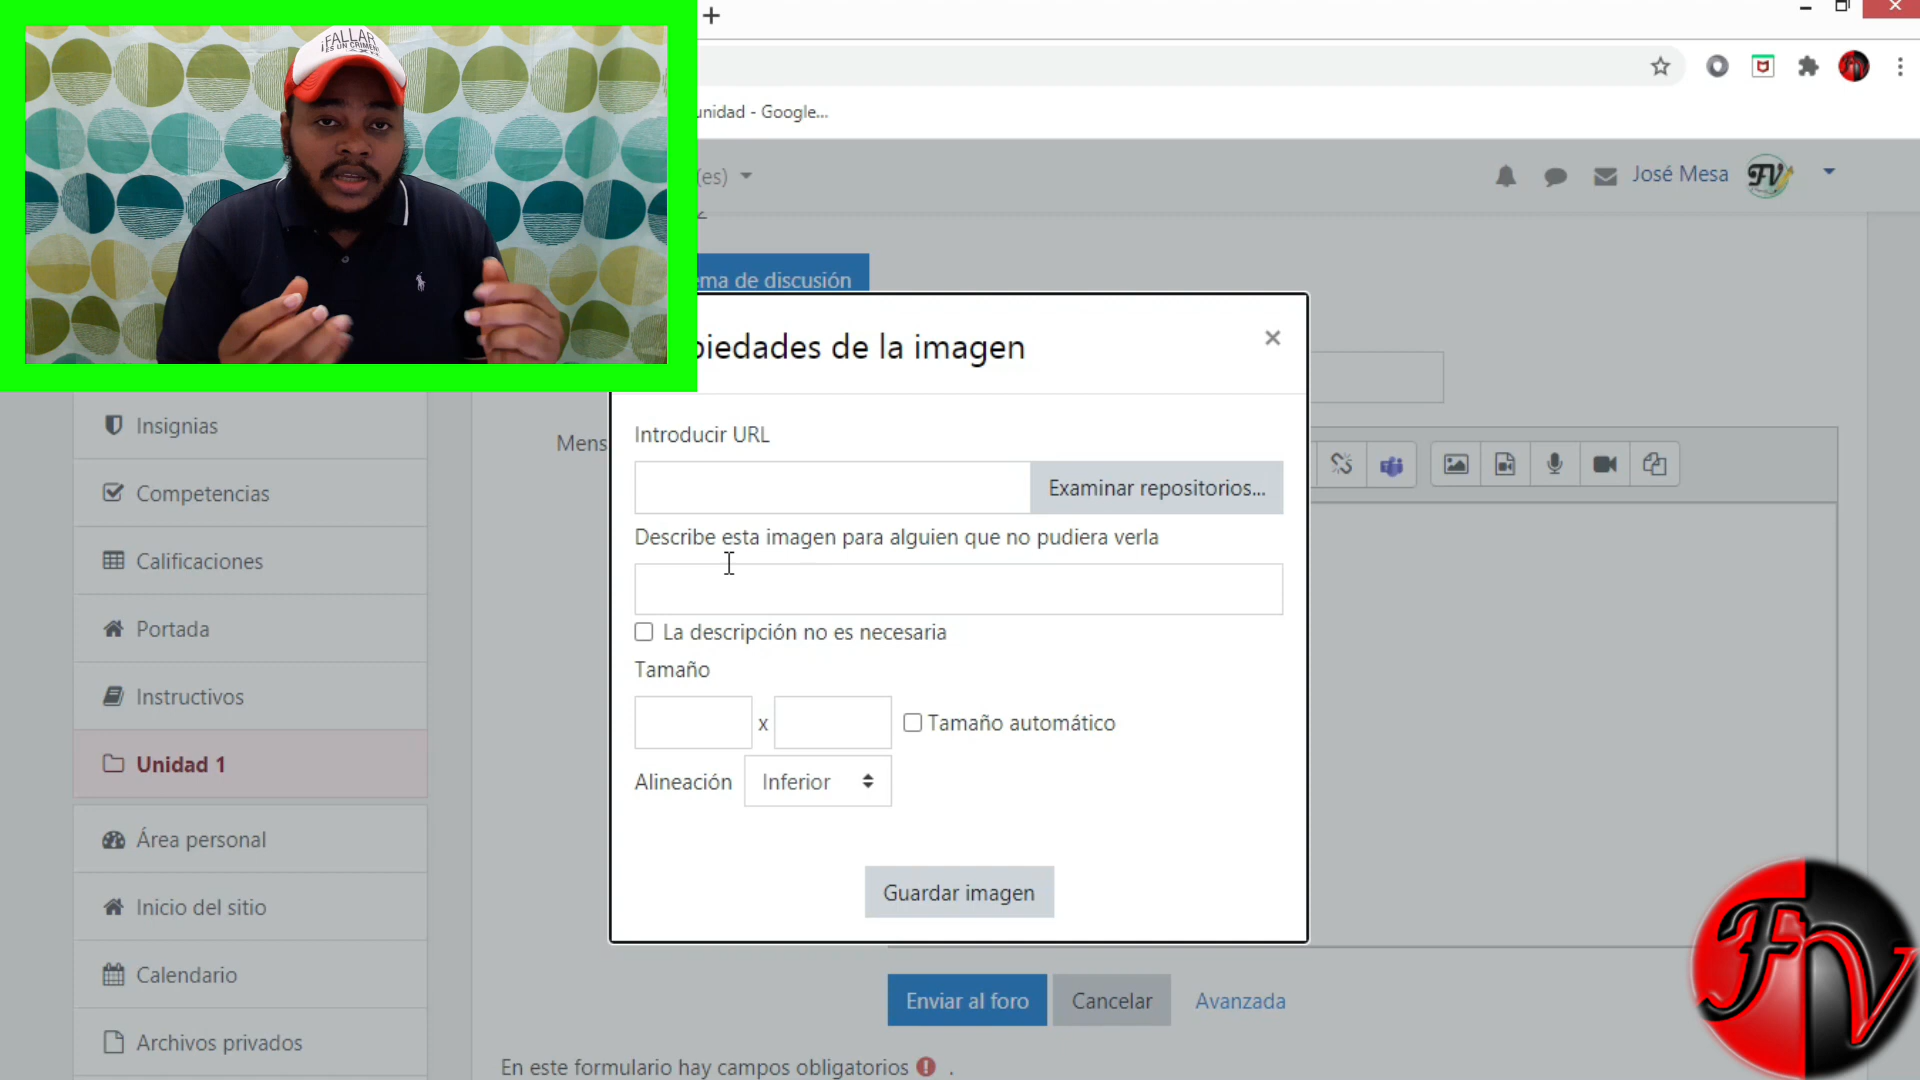 ¡FALLAR
ES UN CRIMEN!
unidad - Google...
(es)
José Mesa
FV
ema de discusión
piedades de la imagen
×
Introducir URL
Mens
Examinar repositorios...
Describe esta imagen para alguien que no pudiera verla
La descripción no es necesaria
Tamaño
x
Tamaño automático
Alineación
Inferior
Guardar imagen
Insignias
Competencias
Calificaciones
Portada
Instructivos
Unidad 1
Área personal
Inicio del sitio
Calendario
Archivos privados
Enviar al foro
Cancelar
Avanzada
En este formulario hay campos obligatorios .
FV